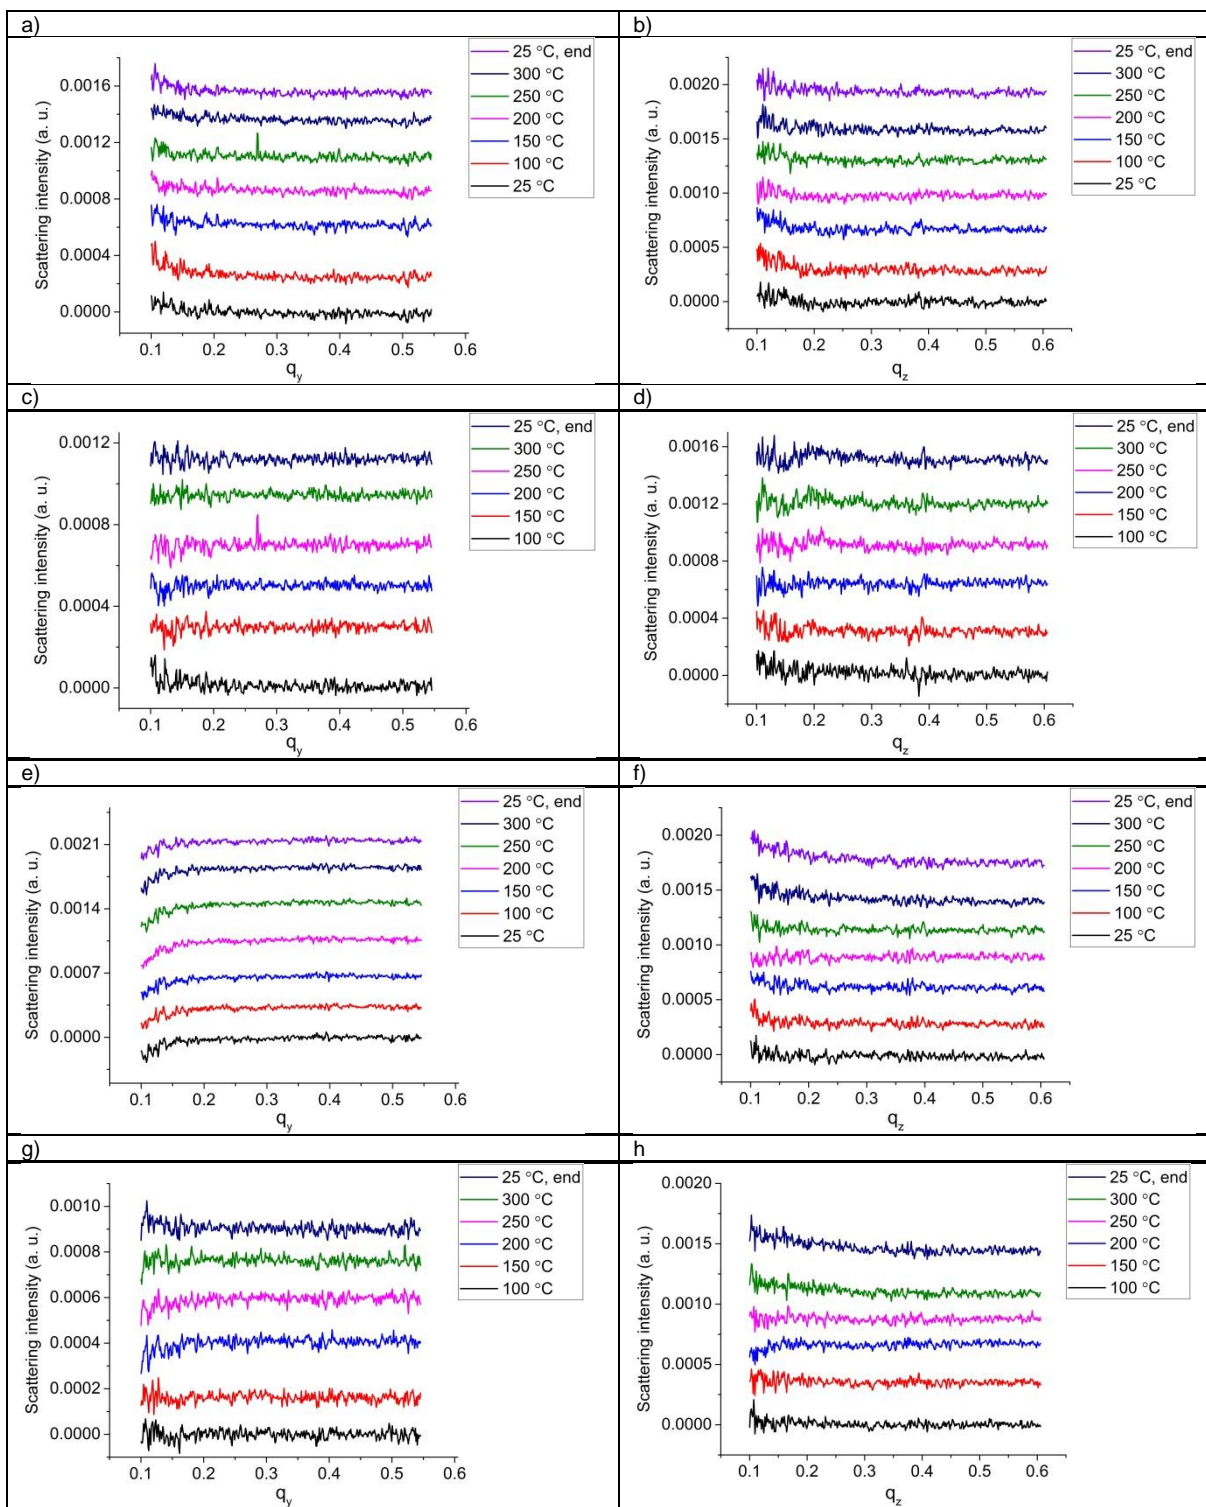 a)
b)
Scattering intensity (a. u.)
0.0016
0.0012
0.0008
0.0004
0.0000
0.1 0.2 0.3 0.4 0.5 0.6
qy
25 °C, end
300 °C
250 °C
200 °C
150 °C
100 °C
25 °C
Scattering intensity (a. u.)
0.0020
0.0015
0.0010
0.0005
0.0000
0.1 0.2 0.3 0.4 0.5 0.6
qz
25 °C, end
300 °C
250 °C
200 °C
150 °C
100 °C
25 °C
c)
d)
Scattering intensity (a. u.)
0.0012
0.0008
0.0004
0.0000
0.1 0.2 0.3 0.4 0.5 0.6
qy
25 °C, end
300 °C
250 °C
200 °C
150 °C
100 °C
Scattering intensity (a. u.)
0.0016
0.0012
0.0008
0.0004
0.0000
0.1 0.2 0.3 0.4 0.5 0.6
qz
25 °C, end
300 °C
250 °C
200 °C
150 °C
100 °C
e)
f)
Scattering intensity (a. u.)
0.0021
0.0014
0.0007
0.0000
0.1 0.2 0.3 0.4 0.5 0.6
qy
25 °C, end
300 °C
250 °C
200 °C
150 °C
100 °C
25 °C
Scattering intensity (a. u.)
0.0020
0.0015
0.0010
0.0005
0.0000
0.1 0.2 0.3 0.4 0.5 0.6
qz
25 °C, end
300 °C
250 °C
200 °C
150 °C
100 °C
25 °C
g)
h
Scattering intensity (a. u.)
0.0010
0.0008
0.0006
0.0004
0.0002
0.0000
0.1 0.2 0.3 0.4 0.5 0.6
qy
25 °C, end
300 °C
250 °C
200 °C
150 °C
100 °C
Scattering intensity (a. u.)
0.0020
0.0015
0.0010
0.0005
0.0000
0.1 0.2 0.3 0.4 0.5 0.6
qz
25 °C, end
300 °C
250 °C
200 °C
150 °C
100 °C